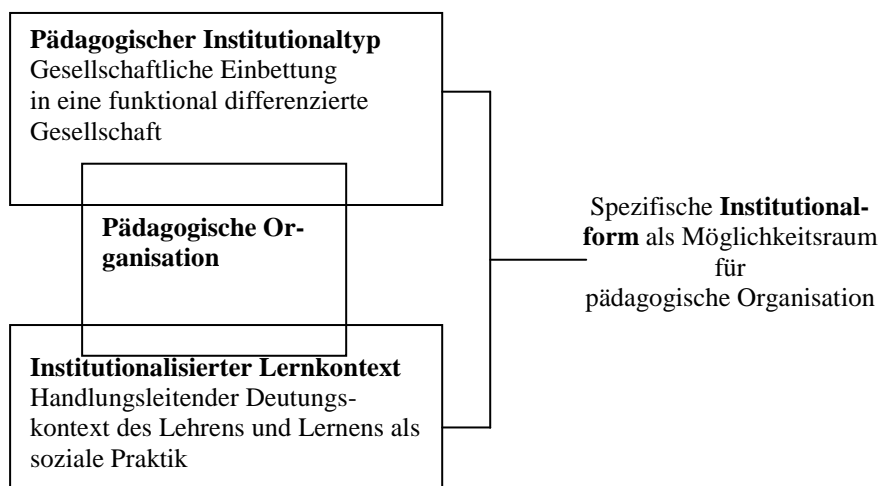 Pädagogischer Institutionaltyp
Gesellschaftliche Einbettung
in eine funktional differenzierte
Gesellschaft
Pädagogische Or-
ganisation
Institutionalisierter Lernkontext
Handlungsleitender Deutungs-
kontext des Lehrens und Lernens als
soziale Praktik
Spezifische Institutional-
form als Möglichkeitsraum
für
pädagogische Organisation